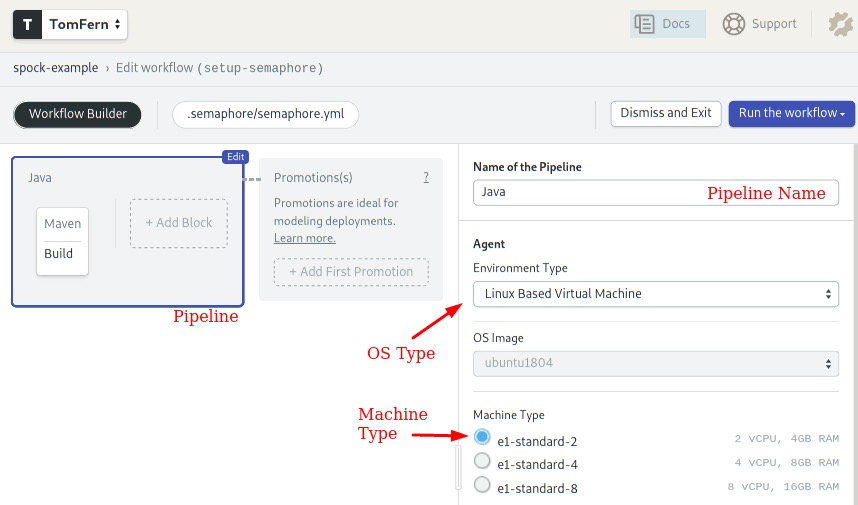 T TomFern
Docs
Support
spock-example › Edit workflow (setup-semaphore)
Workflow Builder
.semaphore/semaphore.yml
Dismiss and Exit
Run the workflow
Edit
Java
Maven
Build
+ Add Block
Promotions(s) ?
Promotions are ideal for
modeling deployments.
Learn more.
+ Add First Promotion
Pipeline
OS Type
Machine
Type
Name of the Pipeline
Java
Pipeline Name
Agent
Environment Type
Linux Based Virtual Machine
OS Image
ubuntu1804
Machine Type
e1-standard-2 2 vCPU, 4GB RAM
e1-standard-4 4 vCPU, 8GB RAM
e1-standard-8 8 vCPU, 16GB RAM